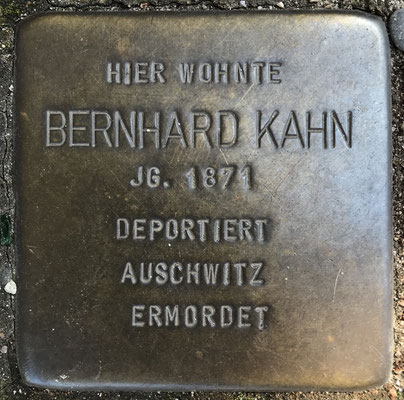 HIER WOHNTE
BERNHARD KAHN
JG. 1871
DEPORTIERT
AUSCHWITZ
ERMORDET